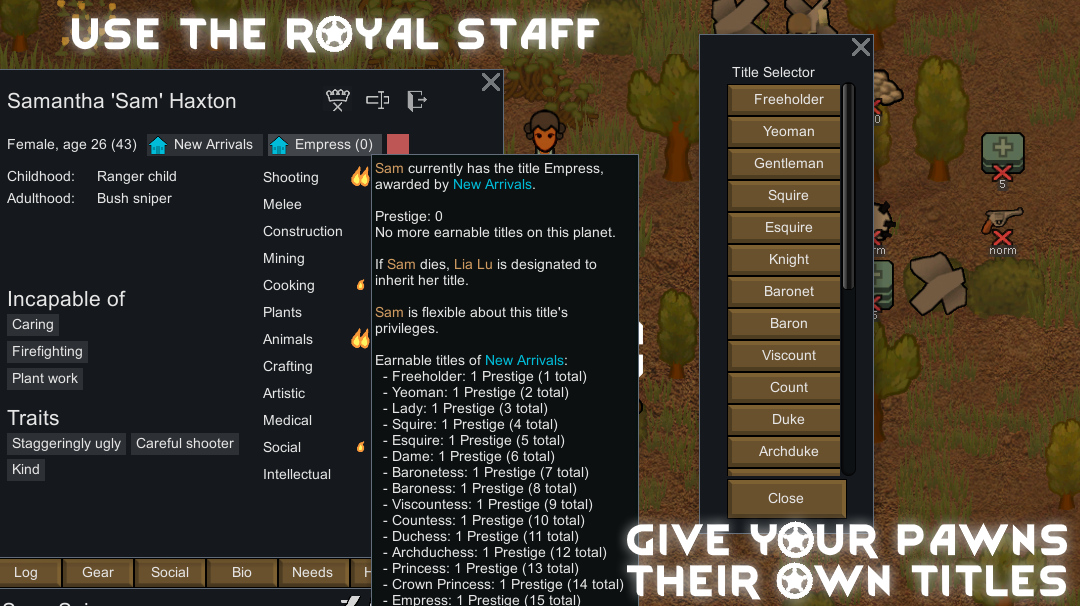 USE THE ROYAL STAFF
Samantha 'Sam' Haxton
Female, age 26 (43)
New Arrivals
Empress (0)
Childhood: Ranger child
Adulthood: Bush sniper
Incapable of
Caring
Firefighting
Plant work
Traits
Staggeringly ugly
Careful shooter
Kind
Shooting
Melee
Construction
Mining
Cooking
Plants
Animals
Crafting
Artistic
Medical
Social
Intellectual
Sam currently has the title Empress,
awarded by New Arrivals.
Prestige: 0
No more earnable titles on this planet.
If Sam dies, Lia Lu is designated to
inherit her title.
Sam is flexible about this title's
privileges.
Earnable titles of New Arrivals:
- Freeholder: 1 Prestige (1 total)
- Yeoman: 1 Prestige (2 total)
- Lady: 1 Prestige (3 total)
- Squire: 1 Prestige (4 total)
- Esquire: 1 Prestige (5 total)
- Dame: 1 Prestige (6 total)
- Baronetess: 1 Prestige (7 total)
- Baroness: 1 Prestige (8 total)
- Viscountess: 1 Prestige (9 total)
- Countess: 1 Prestige (10 total)
- Duchess: 1 Prestige (11 total)
- Archduchess: 1 Prestige (12 total)
- Princess: 1 Prestige (13 total)
- Crown Princess: 1 Prestige (14 total)
- Empress: 1 Prestige (15 total)
Log
Gear
Social
Bio
Needs
H
Title Selector
Freeholder
Yeoman
Gentleman
Squire
Esquire
Knight
Baronet
Baron
Viscount
Count
Duke
Archduke
Close
5
norm
GIVE YOUR PAWNS
THEIR OWN TITLES